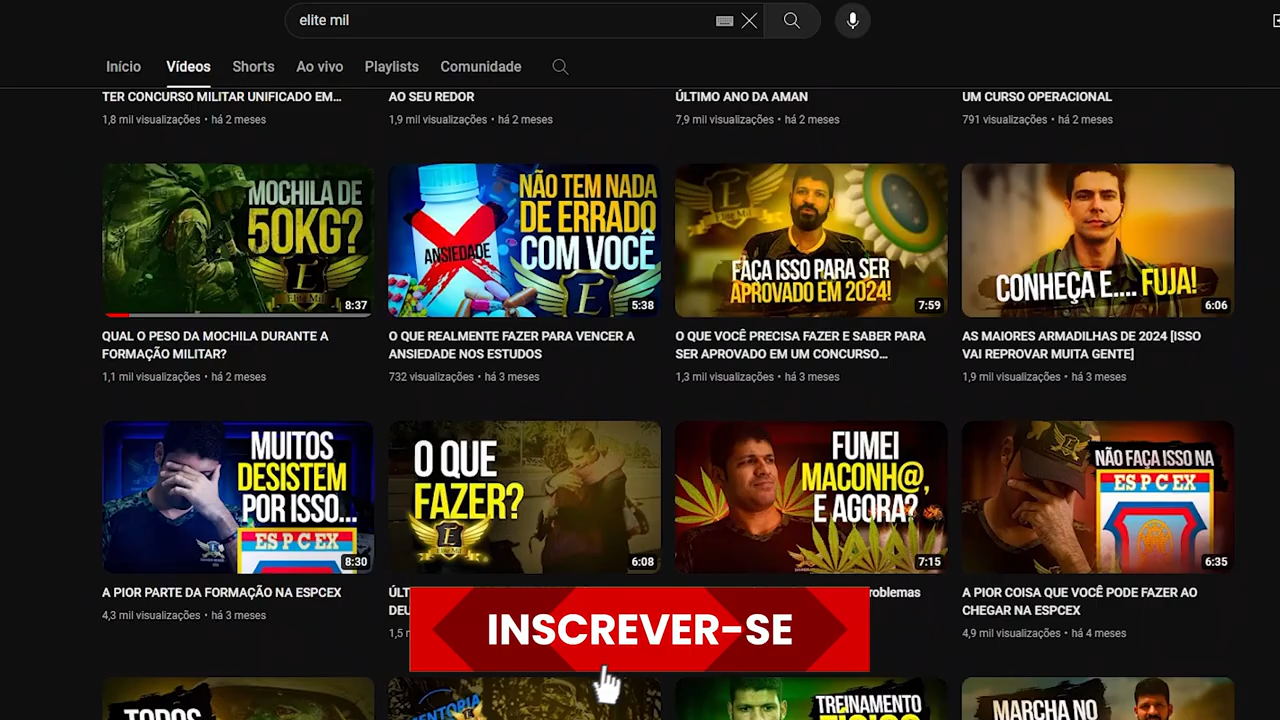 elite mil
Início Vídeos Shorts Ao vivo Playlists Comunidade
TER CONCURSO MILITAR UNIFICADO EM…
1,8 mil visualizações • há 2 meses
AO SEU REDOR
1,9 mil visualizações • há 2 meses
ÚLTIMO ANO DA AMAN
7,9 mil visualizações • há 2 meses
UM CURSO OPERACIONAL
791 visualizações • há 2 meses
MOCHILA DE
50KG?
E
Elite Mil
8:37
QUAL O PESO DA MOCHILA DURANTE A
FORMAÇÃO MILITAR?
1,1 mil visualizações • há 2 meses
ANSIEDADE
NÃO TEM NADA
DE ERRADO
COM VOCÊ
E
5:38
O QUE REALMENTE FAZER PARA VENCER A
ANSIEDADE NOS ESTUDOS
732 visualizações • há 3 meses
FAÇA ISSO PARA SER
APROVADO EM 2024!
7:59
O QUE VOCÊ PRECISA FAZER E SABER PARA
SER APROVADO EM UM CONCURSO…
1,3 mil visualizações • há 3 meses
CONHEÇA E.... FUJA!
6:06
AS MAIORES ARMADILHAS DE 2024 [ISSO
VAI REPROVAR MUITA GENTE]
1,9 mil visualizações • há 3 meses
MUITOS
DESISTEM
POR ISSO...
ESPCEX
8:30
A PIOR PARTE DA FORMAÇÃO NA ESPCEX
4,3 mil visualizações • há 3 meses
O QUE
FAZER?
E
Elite Mil
6:08
FUMEI
MACONH@,
E AGORA?
7:15
NÃO FAÇA ISSO NA
ESPCEX
6:35
A PIOR COISA QUE VOCÊ PODE FAZER AO
CHEGAR NA ESPCEX
4,9 mil visualizações • há 4 meses
INSCREVER-SE
TODOS
MENTORIA
TREINAMENTO
FÍSICO
MARCHA NO